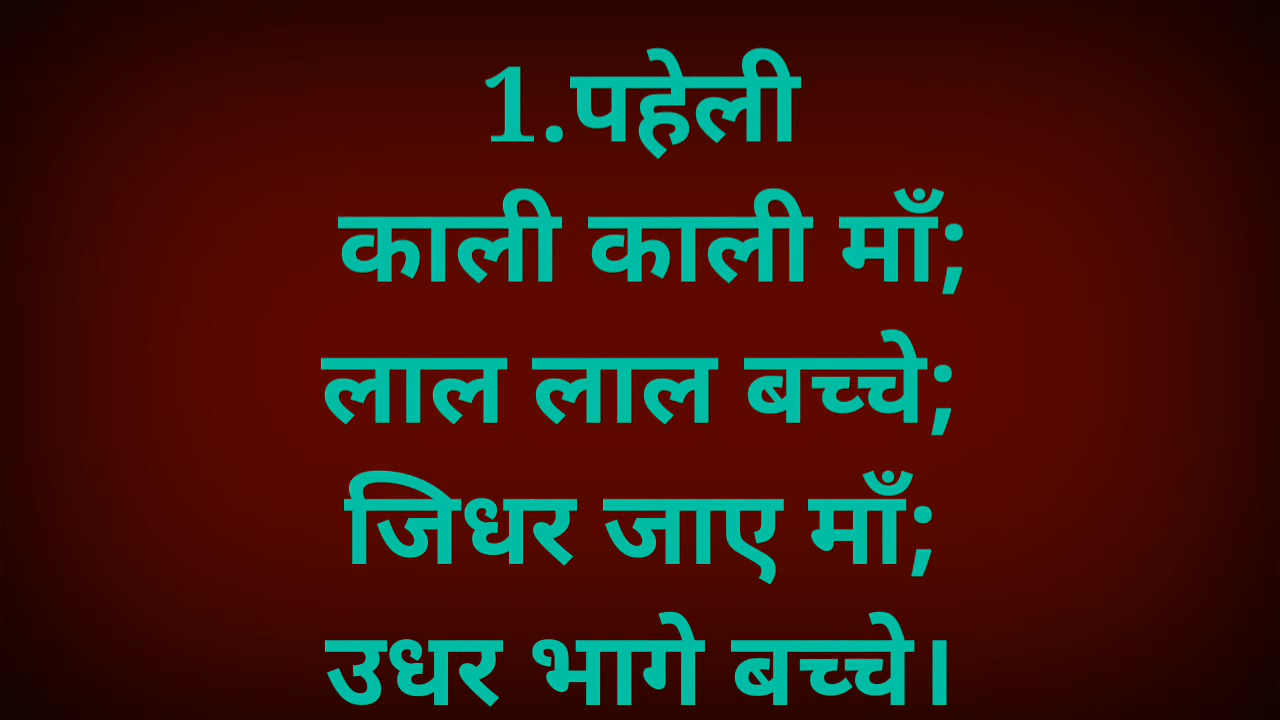 1.पहेली
काली काली माँ;
लाल लाल बच्चे;
जिधर जाए माँ;
उधर भागे बच्चे।